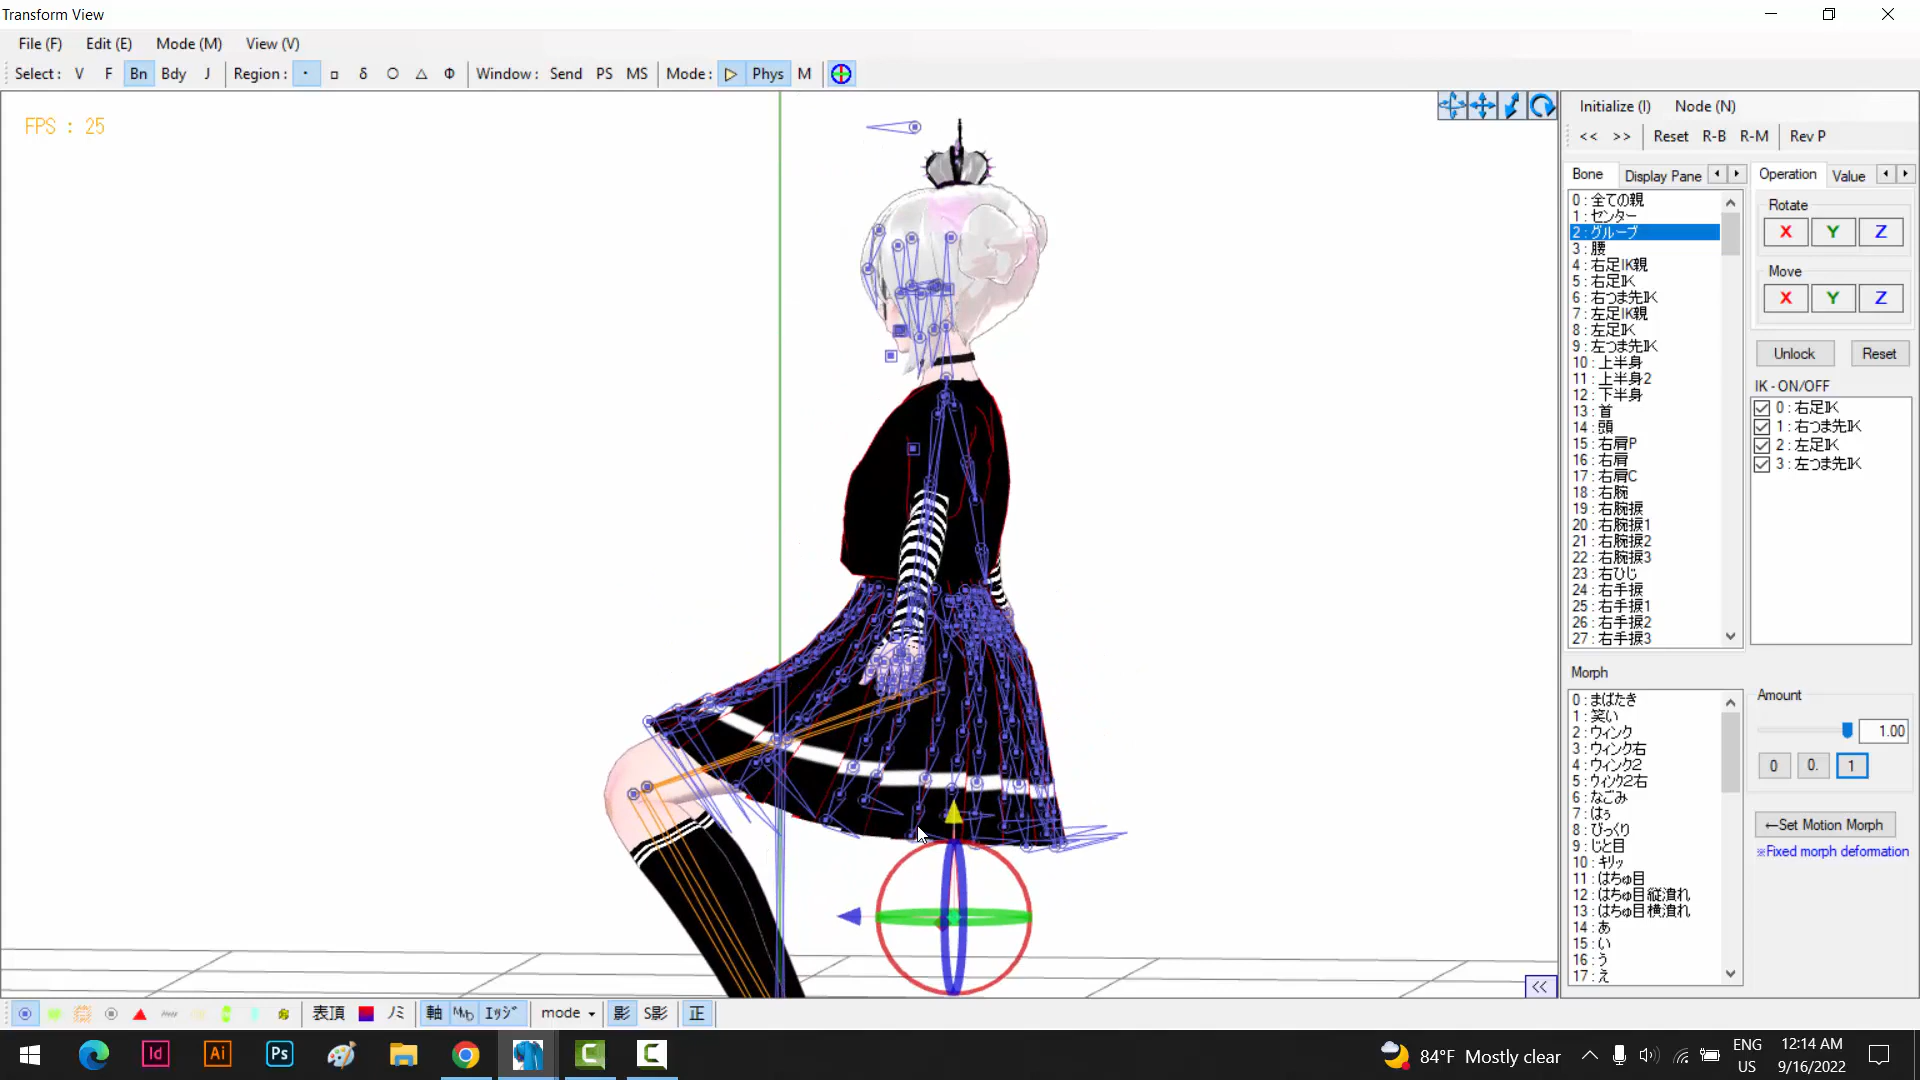 Transform View
File (F) Edit (E) Mode (M) View (V)
Select : V F Bn Bdy J Region : Window : Send PS MS Mode : Phys M
FPS : 25
Initialize (I) Node (N)
<< >> Reset R-B R-M Rev P
Bone Display Pane Operation Value
0 : 全ての親
1 : センター
2 : グルーブ
3 : 腰
4 : 右足IK親
5 : 右足IK
6 : 右つま先IK
7 : 左足IK親
8 : 左足IK
9 : 左つま先IK
10 : 上半身
11 : 上半身2
12 : 下半身
13 : 首
14 : 頭
15 : 右肩P
16 : 右肩
17 : 右肩C
18 : 右腕
19 : 右腕捩
20 : 右腕捩1
21 : 右腕捩2
22 : 右腕捩3
23 : 右ひじ
24 : 右手捩
25 : 右手捩1
26 : 右手捩2
27 : 右手捩3
Rotate
X Y Z
Move
X Y Z
Unlock Reset
IK - ON/OFF
0 : 右足IK
1 : 右つま先IK
2 : 左足IK
3 : 左つま先IK
Morph
0 : まばたき
1 : 笑い
2 : ウィンク
3 : ウィンク右
4 : ウィンク2
5 : ウィンク2右
6 : なごみ
7 : はぅ
8 : びっくり
9 : じと目
10 : キリッ
11 : はちゅ目
12 : はちゅ目縦潰れ
13 : はちゅ目横潰れ
14 : あ
15 : い
16 : う
17 : え
Amount
1.00
0 0. 1
←Set Motion Morph
※Fixed morph deformation
<<
表頂 軸 エッジ mode 影 S影 正
Id Ai Ps
84°F Mostly clear
ENG
US
12:14 AM
9/16/2022